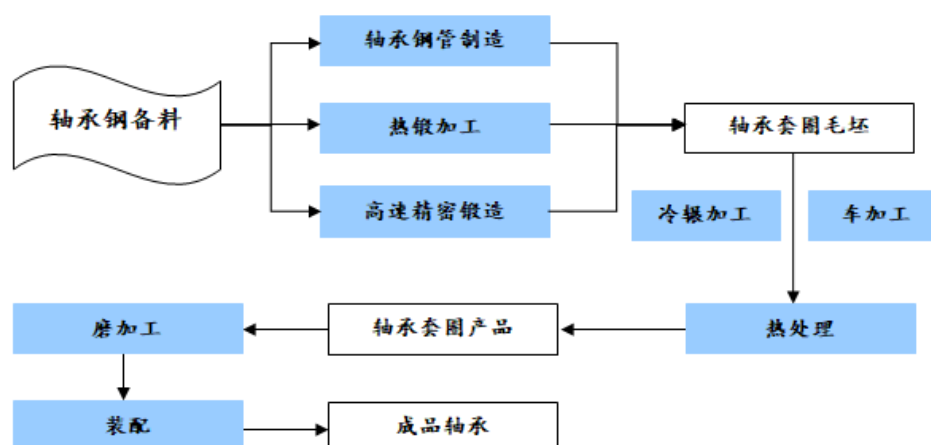 轴承钢管制造
轴承钢备料
热锻加工
轴承套圈毛坯
高速精密锻造
冷辗加工
车加工
磨加工
轴承套圈产品
热处理
装配
成品轴承